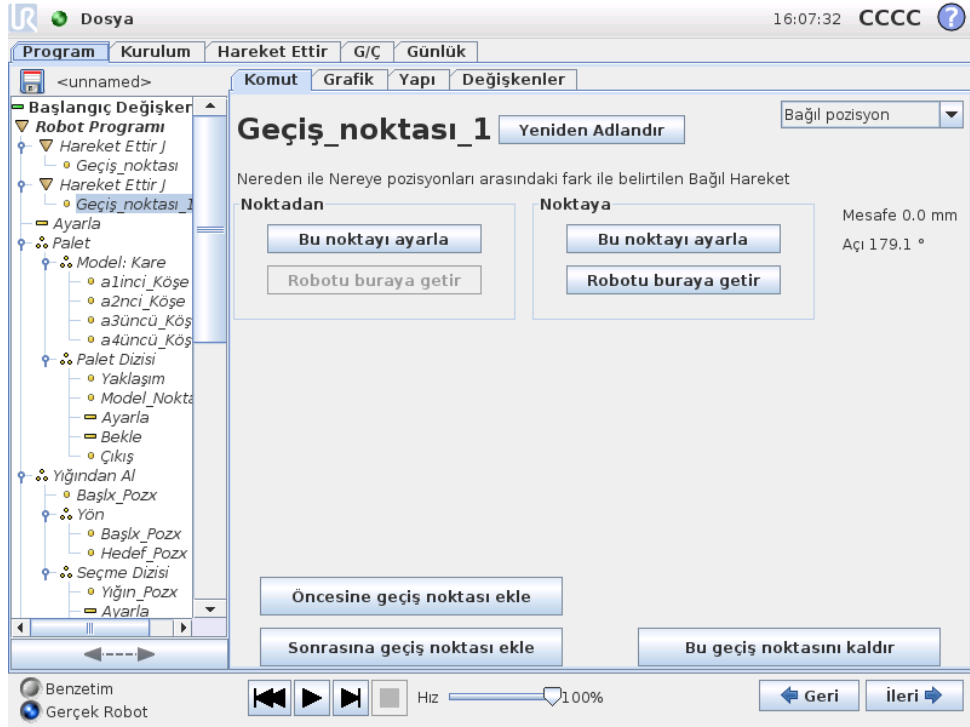 UR Dosya 16:07:32 CCCC ?
Program Kurulum Hareket Ettir G/Ç Günlük
<unnamed>
Komut Grafik Yapı Değişkenler
Başlangıç Değişker
Robot Programı
Hareket Ettir J
Geçiş_noktası
Hareket Ettir J
Geçiş_noktası_1
Ayarla
Palet
Model: Kare
a1inci_Köşe
a2nci_Köşe
a3üncü_Köş
a4üncü_Köş
Palet Dizisi
Yaklaşım
Model_Nokta
Ayarla
Bekle
Çıkış
Yığından Al
Başlx_Pozx
Yön
Başlx_Pozx
Hedef_Pozx
Seçme Dizisi
Yığın_Pozx
Ayarla
Geçiş_noktası_1 Yeniden Adlandır Bağıl pozisyon
Nereden ile Nereye pozisyonları arasındaki fark ile belirtilen Bağıl Hareket
Noktadan
Bu noktayı ayarla
Robotu buraya getir
Noktaya
Bu noktayı ayarla
Robotu buraya getir
Mesafe 0.0 mm
Açı 179.1 °
Öncesine geçiş noktası ekle
Sonrasına geçiş noktası ekle Bu geçiş noktasını kaldır
Benzetim
Gerçek Robot
Hız 100%
Geri İleri